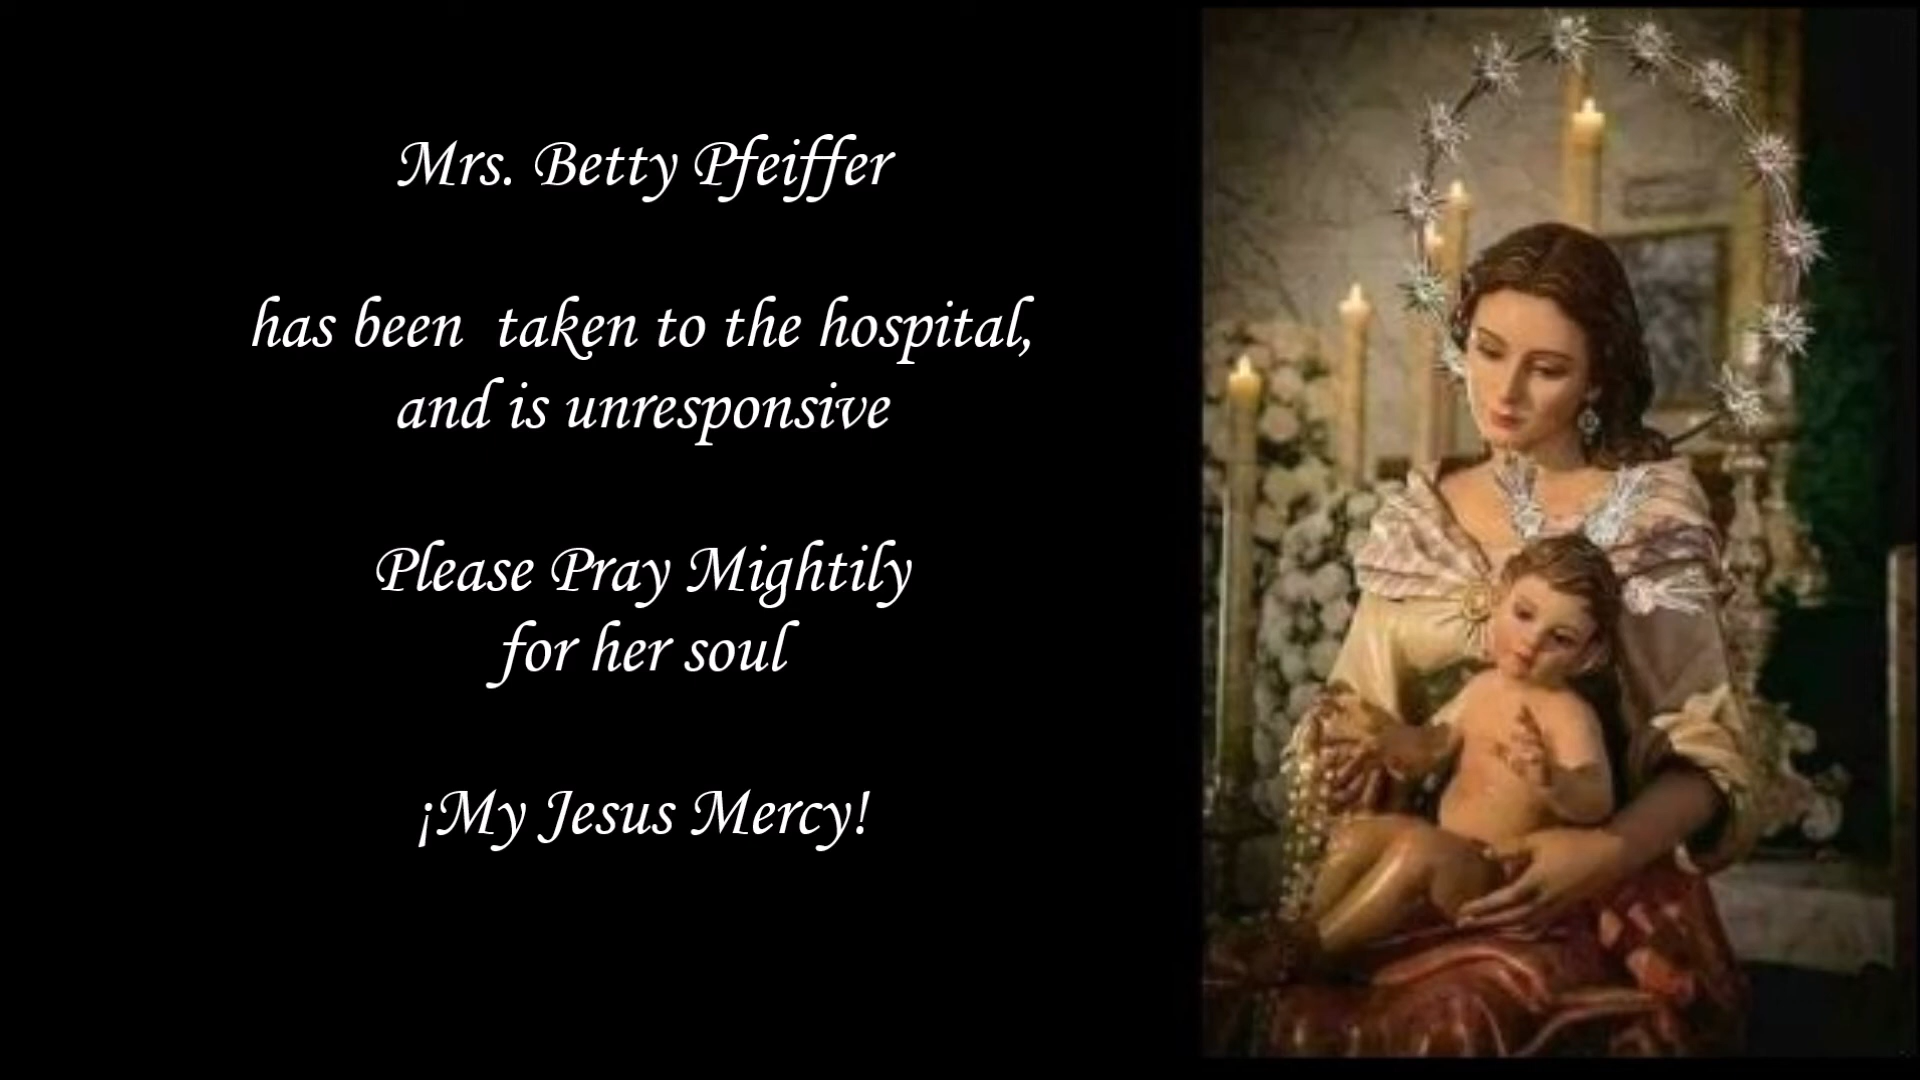 Mrs. Betty Pfeiffer
has been taken to the hospital,
and is unresponsive
Please Pray Mightily
for her soul
¡My Jesus Mercy!